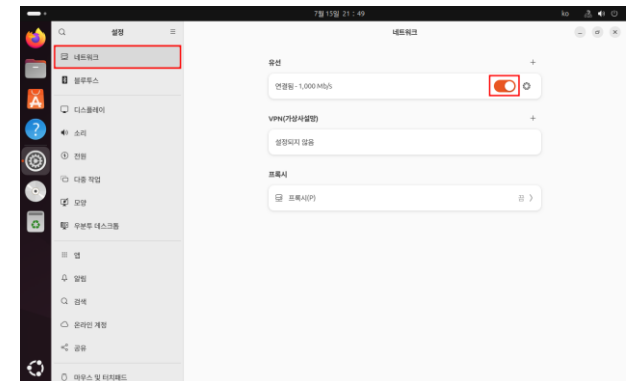 7월 15일 21 : 49
ko
설정
네트워크
네트워크
블루투스
디스플레이
소리
전원
다중 작업
모양
우분투 데스크톱
앱
알림
검색
온라인 계정
공유
마우스 및 터치패드
유선
연결됨 - 1,000 Mb/s
VPN(가상사설망)
설정되지 않음
프록시
프록시(P)
끔